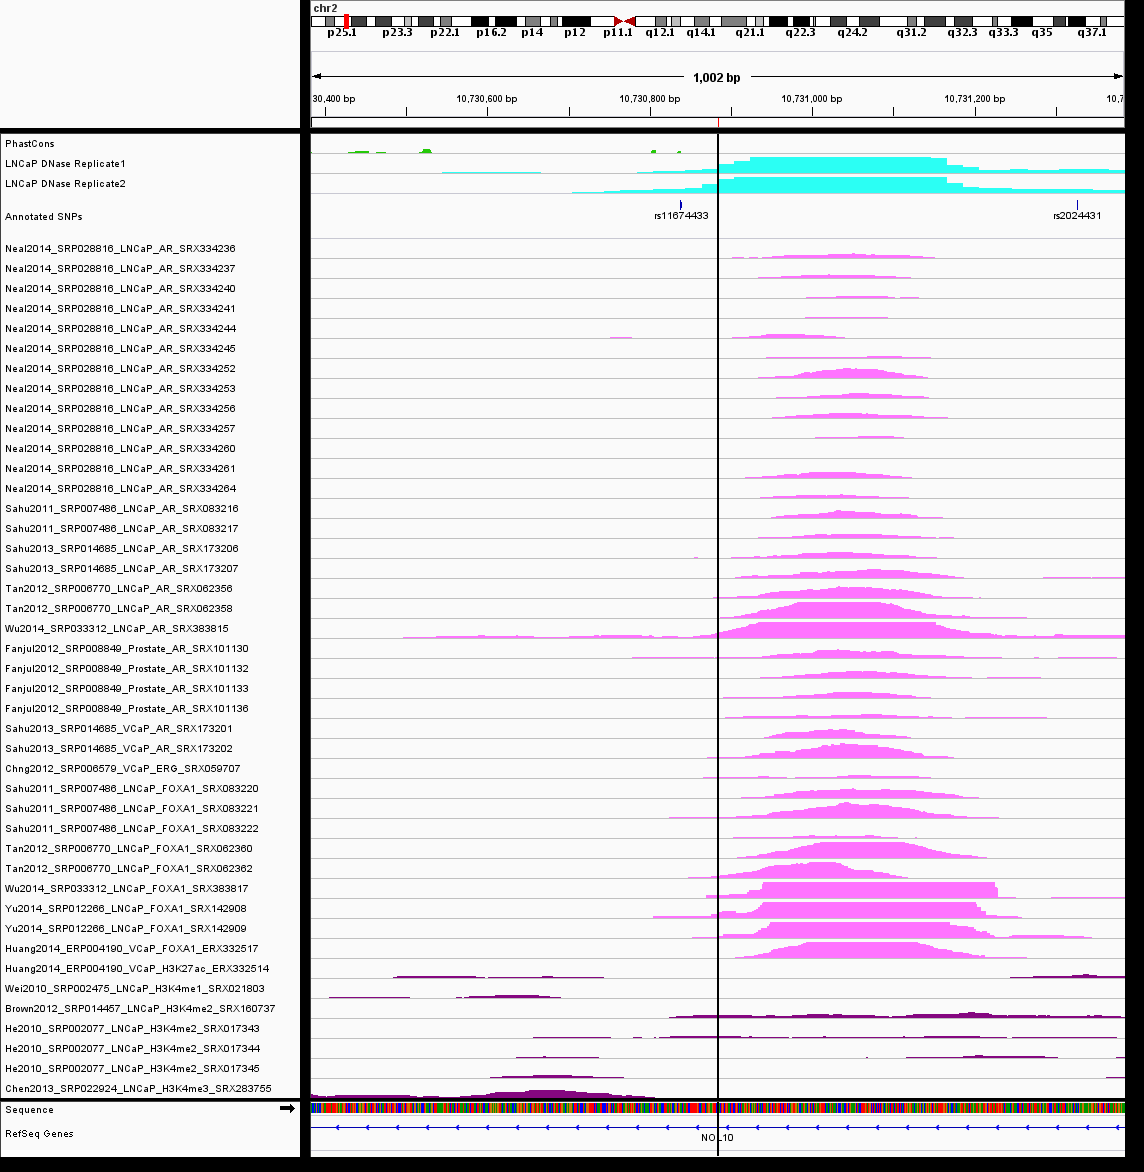 chr2
p25.1 p23.3 p22.1 p16.2 p14 p12 p11.1 q12.1 q14.1 q21.1 q22.3 q24.2 q31.2 q32.3 q33.3 q35 q37.1
1,002 bp
30,400 bp 10,730,600 bp 10,730,800 bp 10,731,000 bp 10,731,200 bp 10,7
PhastCons
LNCaP DNase Replicate1
LNCaP DNase Replicate2
Annotated SNPs
rs11674433 rs2024431
Neal2014_SRP028816_LNCaP_AR_SRX334236
Neal2014_SRP028816_LNCaP_AR_SRX334237
Neal2014_SRP028816_LNCaP_AR_SRX334240
Neal2014_SRP028816_LNCaP_AR_SRX334241
Neal2014_SRP028816_LNCaP_AR_SRX334244
Neal2014_SRP028816_LNCaP_AR_SRX334245
Neal2014_SRP028816_LNCaP_AR_SRX334252
Neal2014_SRP028816_LNCaP_AR_SRX334253
Neal2014_SRP028816_LNCaP_AR_SRX334256
Neal2014_SRP028816_LNCaP_AR_SRX334257
Neal2014_SRP028816_LNCaP_AR_SRX334260
Neal2014_SRP028816_LNCaP_AR_SRX334261
Neal2014_SRP028816_LNCaP_AR_SRX334264
Sahu2011_SRP007486_LNCaP_AR_SRX083216
Sahu2011_SRP007486_LNCaP_AR_SRX083217
Sahu2013_SRP014685_LNCaP_AR_SRX173206
Sahu2013_SRP014685_LNCaP_AR_SRX173207
Tan2012_SRP006770_LNCaP_AR_SRX062356
Tan2012_SRP006770_LNCaP_AR_SRX062358
Wu2014_SRP033312_LNCaP_AR_SRX383815
Fanjul2012_SRP008849_Prostate_AR_SRX101130
Fanjul2012_SRP008849_Prostate_AR_SRX101132
Fanjul2012_SRP008849_Prostate_AR_SRX101133
Fanjul2012_SRP008849_Prostate_AR_SRX101136
Sahu2013_SRP014685_VCaP_AR_SRX173201
Sahu2013_SRP014685_VCaP_AR_SRX173202
Chng2012_SRP006579_VCaP_ERG_SRX059707
Sahu2011_SRP007486_LNCaP_FOXA1_SRX083220
Sahu2011_SRP007486_LNCaP_FOXA1_SRX083221
Sahu2011_SRP007486_LNCaP_FOXA1_SRX083222
Tan2012_SRP006770_LNCaP_FOXA1_SRX062360
Tan2012_SRP006770_LNCaP_FOXA1_SRX062362
Wu2014_SRP033312_LNCaP_FOXA1_SRX383817
Yu2014_SRP012266_LNCaP_FOXA1_SRX142908
Yu2014_SRP012266_LNCaP_FOXA1_SRX142909
Huang2014_ERP004190_VCaP_FOXA1_ERX332517
Huang2014_ERP004190_VCaP_H3K27ac_ERX332514
Wei2010_SRP002475_LNCaP_H3K4me1_SRX021803
Brown2012_SRP014457_LNCaP_H3K4me2_SRX160737
He2010_SRP002077_LNCaP_H3K4me2_SRX017343
He2010_SRP002077_LNCaP_H3K4me2_SRX017344
He2010_SRP002077_LNCaP_H3K4me2_SRX017345
Chen2013_SRP022924_LNCaP_H3K4me3_SRX283755
Sequence
RefSeq Genes
NOL10